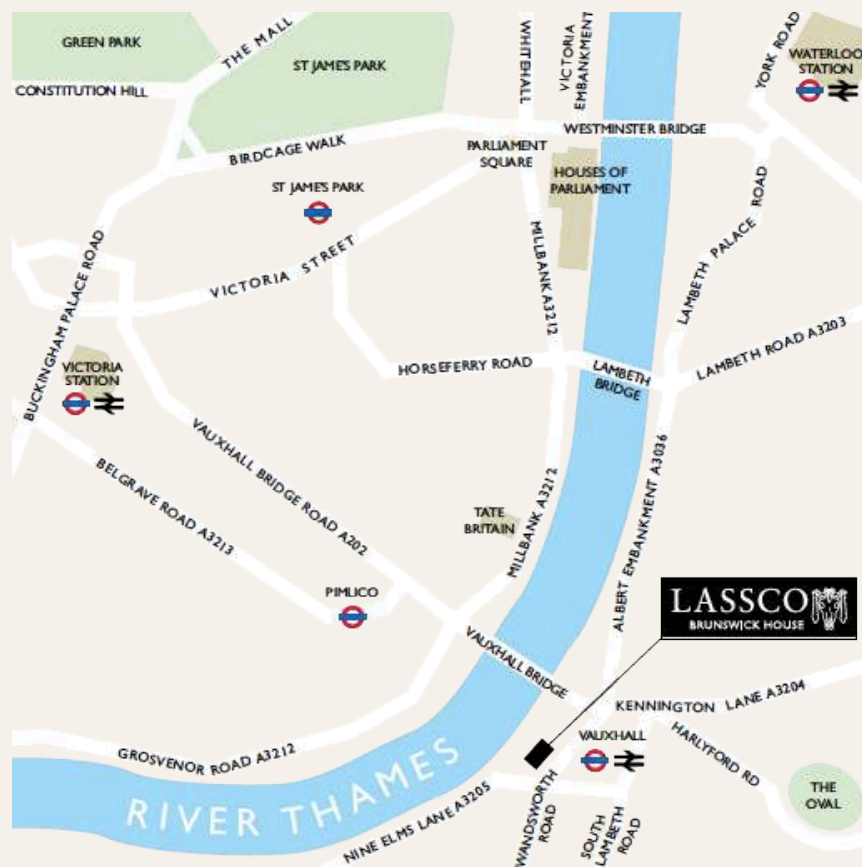 GREEN PARK
THE MALL
ST JAME'S PARK
CONSTITUTION HILL
WHITEHALL
VICTORIA
EMBANKMENT
YORK ROAD
WATERLOO
STATION
BIRDCAGE WALK
PARLIAMENT
SQUARE
WESTMINSTER BRIDGE
HOUSES OF
PARLIAMENT
ST JAME'S PARK
LAMBETH PALACE ROAD
VICTORIA STREET
MILLBANK A3212
BUCKINGHAM PALACE ROAD
VICTORIA
STATION
HORSEFERRY ROAD
LAMBETH
BRIDGE
LAMBETH ROAD A3203
VAUXHALL BRIDGE ROAD A202
BELGRAVE ROAD A3213
TATE
BRITAIN
MILLBANK A3212
ALBERT EMBANKMENT A3036
PIMLICO
LASSCO
BRUNSWICK HOUSE
VAUXHALL BRIDGE
KENNINGTON LANE A3204
HARLYFORD RD
VAUXHALL
GROSVENOR ROAD A3212
RIVER THAMES
NINE ELMS LANE A3205
WANDSWORTH
ROAD
SOUTH
LAMBETH
ROAD
THE
OVAL